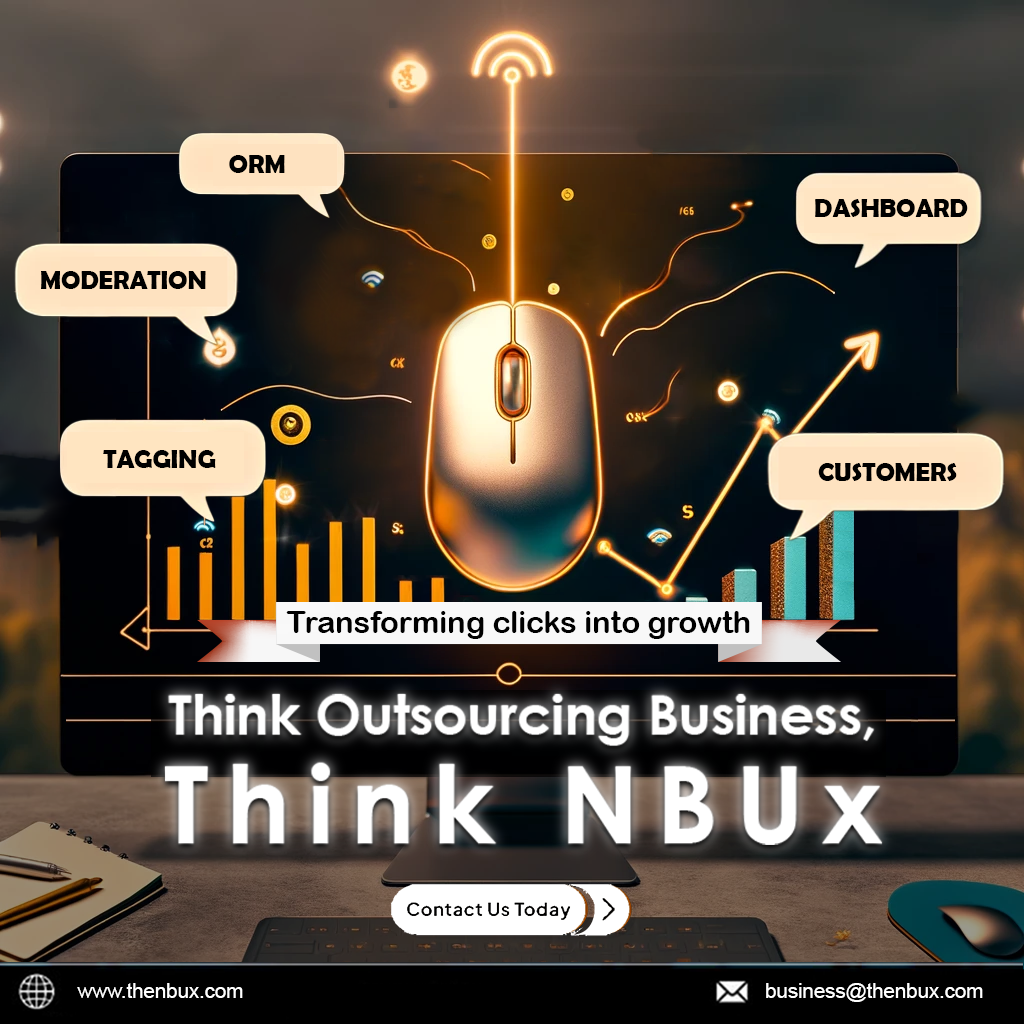 ORM
DASHBOARD
MODERATION
TAGGING
CUSTOMERS
Transforming clicks into growth
Think Outsourcing Business,
Think NBUx
Contact Us Today
www.thenbux.com
business@thenbux.com